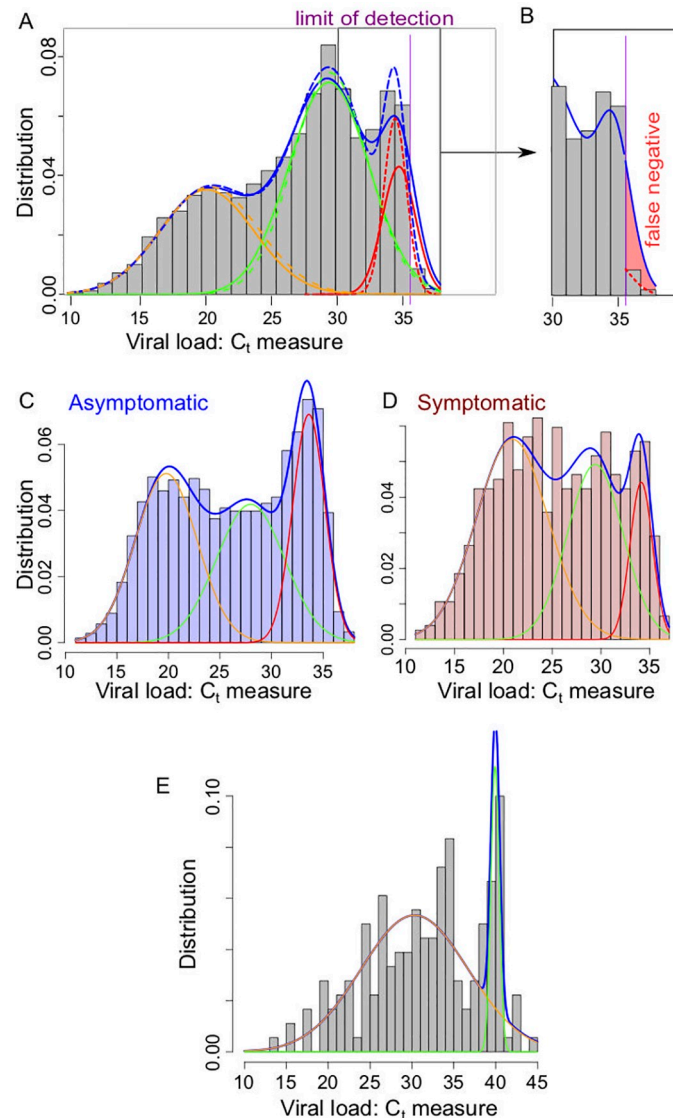 A
limit of detection
B
Distribution
0.00
0.04
0.08
10
15
20
25
30
35
Viral load: Ct measure
false negative
30
35
C
Asymptomatic
D
Symptomatic
Distribution
0.00
0.02
0.04
0.06
10
15
20
25
30
35
Viral load: Ct measure
0.00
0.02
0.04
10
15
20
25
30
35
Viral load: Ct measure
E
Distribution
0.00
0.10
10
15
20
25
30
35
40
45
Viral load: Ct measure